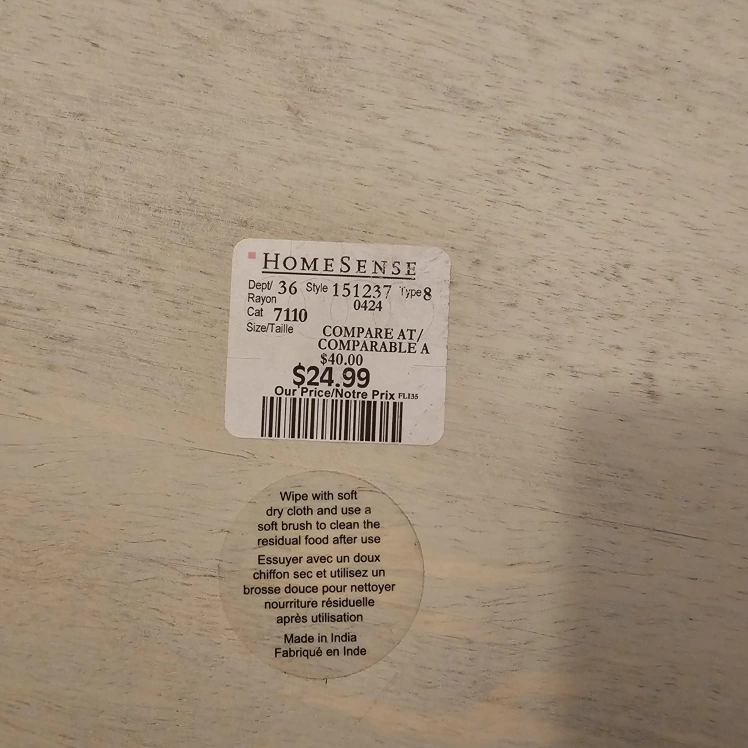 HOMESENSE
Dept/ 36 Style 151237 Type 8
Rayon 0424
Cat 7110
Size/Taille COMPARE AT/
COMPARABLE A
$40.00
$24.99
Our Price/Notre Prix FL135
Wipe with soft
dry cloth and use a
soft brush to clean the
residual food after use
Essuyer avec un doux
chiffon sec et utilisez un
brosse douce pour nettoyer
nourriture résiduelle
après utilisation
Made in India
Fabriqué en Inde